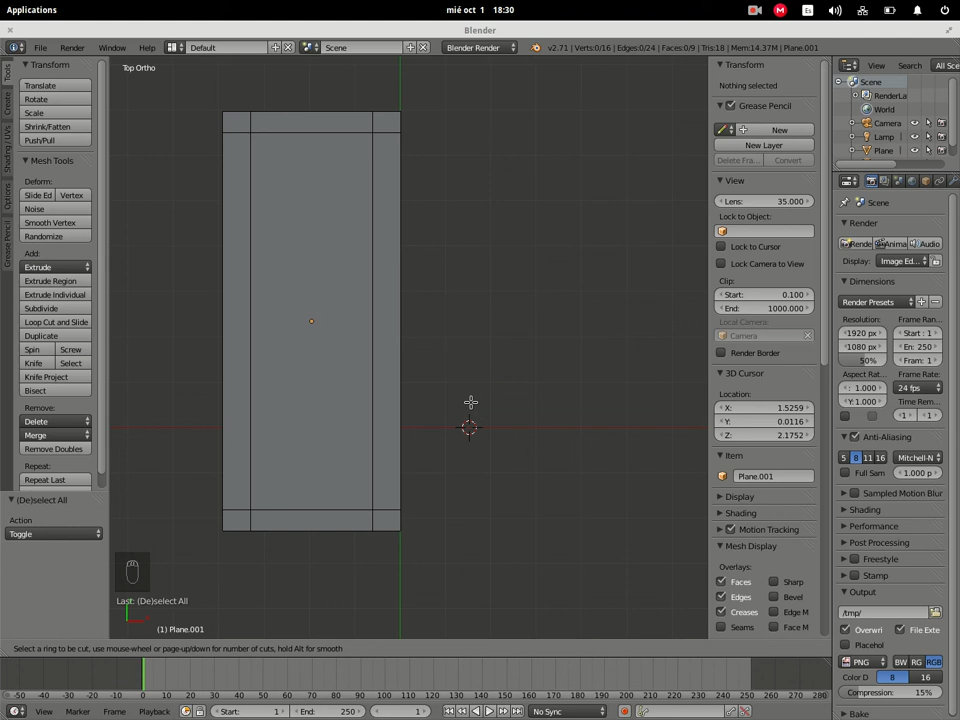 Applications
mié oct 1 18:30
Es
Blender
File
Render
Window
Help
Default
Scene
Blender Render
v2.71 | Verts:0/16 | Edges:0/24 | Faces:0/9 | Tris:18 | Mem:14.37M | Plane.001
Tools
Create
Shading / UVs
Options
Grease Pencil
Transform
Translate
Rotate
Scale
Shrink/Fatten
Push/Pull
Mesh Tools
Deform:
Slide Ed
Vertex
Noise
Smooth Vertex
Randomize
Add:
Extrude
Extrude Region
Extrude Individual
Subdivide
Loop Cut and Slide
Duplicate
Spin
Screw
Knife
Select
Knife Project
Bisect
Remove:
Delete
Merge
Remove Doubles
Repeat:
Repeat Last
(De)select All
Action
Toggle
Top Ortho
Last: (De)select All
(1) Plane.001
Transform
Nothing selected
Grease Pencil
New
New Layer
Delete Fra...
Convert
View
Lens: 35.000
Lock to Object:
Lock to Cursor
Lock Camera to View
Clip:
Start: 0.100
End: 1000.000
Local Camera
Camera
Render Border
3D Cursor
Location:
X: 1.5259
Y: 0.0116
Z: 2.1752
Item
Plane.001
Display
Shading
Motion Tracking
Mesh Display
Overlays:
Faces
Sharp
Edges
Bevel
Creases
Edge M
Seams
Face M
View
Search
All Sce
Scene
RenderLa
World
Camera
Lamp
Plane
Scene
Render
Rende
Anima
Audio
Display:
Image Ed...
Dimensions
Render Presets
Resolution:
Frame Ran...
1920 px
Start : 1
1080 px
En: 250
50%
Fram: 1
Aspect Rat...
Frame Rate:
: 1.000
24 fps
Y: 1.000
Time Rem...
1
1
Anti-Aliasing
5
8
11
16
Mitchell-N
Full Sam
1.000 p
Sampled Motion Blur
Shading
Performance
Post Processing
Freestyle
Stamp
Output
/tmp/
Overwri
File Exte
Placehol
PNG
BW
RG
RGB
Color D
8
16
Compression: 15%
Bake
Select a ring to be cut, use mouse-wheel or page-up/down for number of cuts, hold Alt for smooth
-50 -40 -30 -20 -10 0 10 20 30 40 50 60 70 80 90 100 110 120 130 140 150 160 170 180 190 200 210 220 230 240 250 260 270 280
View
Marker
Frame
Playback
Start: 1
End: 250
1
No Sync